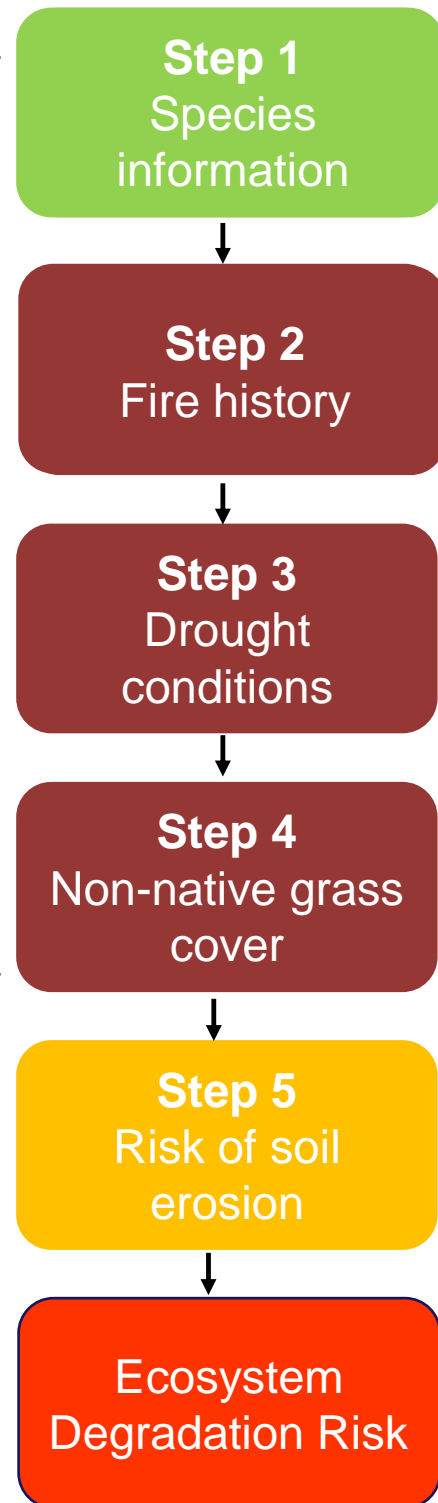 Step 1
Species
information
Step 2
Fire history
Step 3
Drought
conditions
Step 4
Non-native grass
cover
Step 5
Risk of soil
erosion
Ecosystem
Degradation Risk